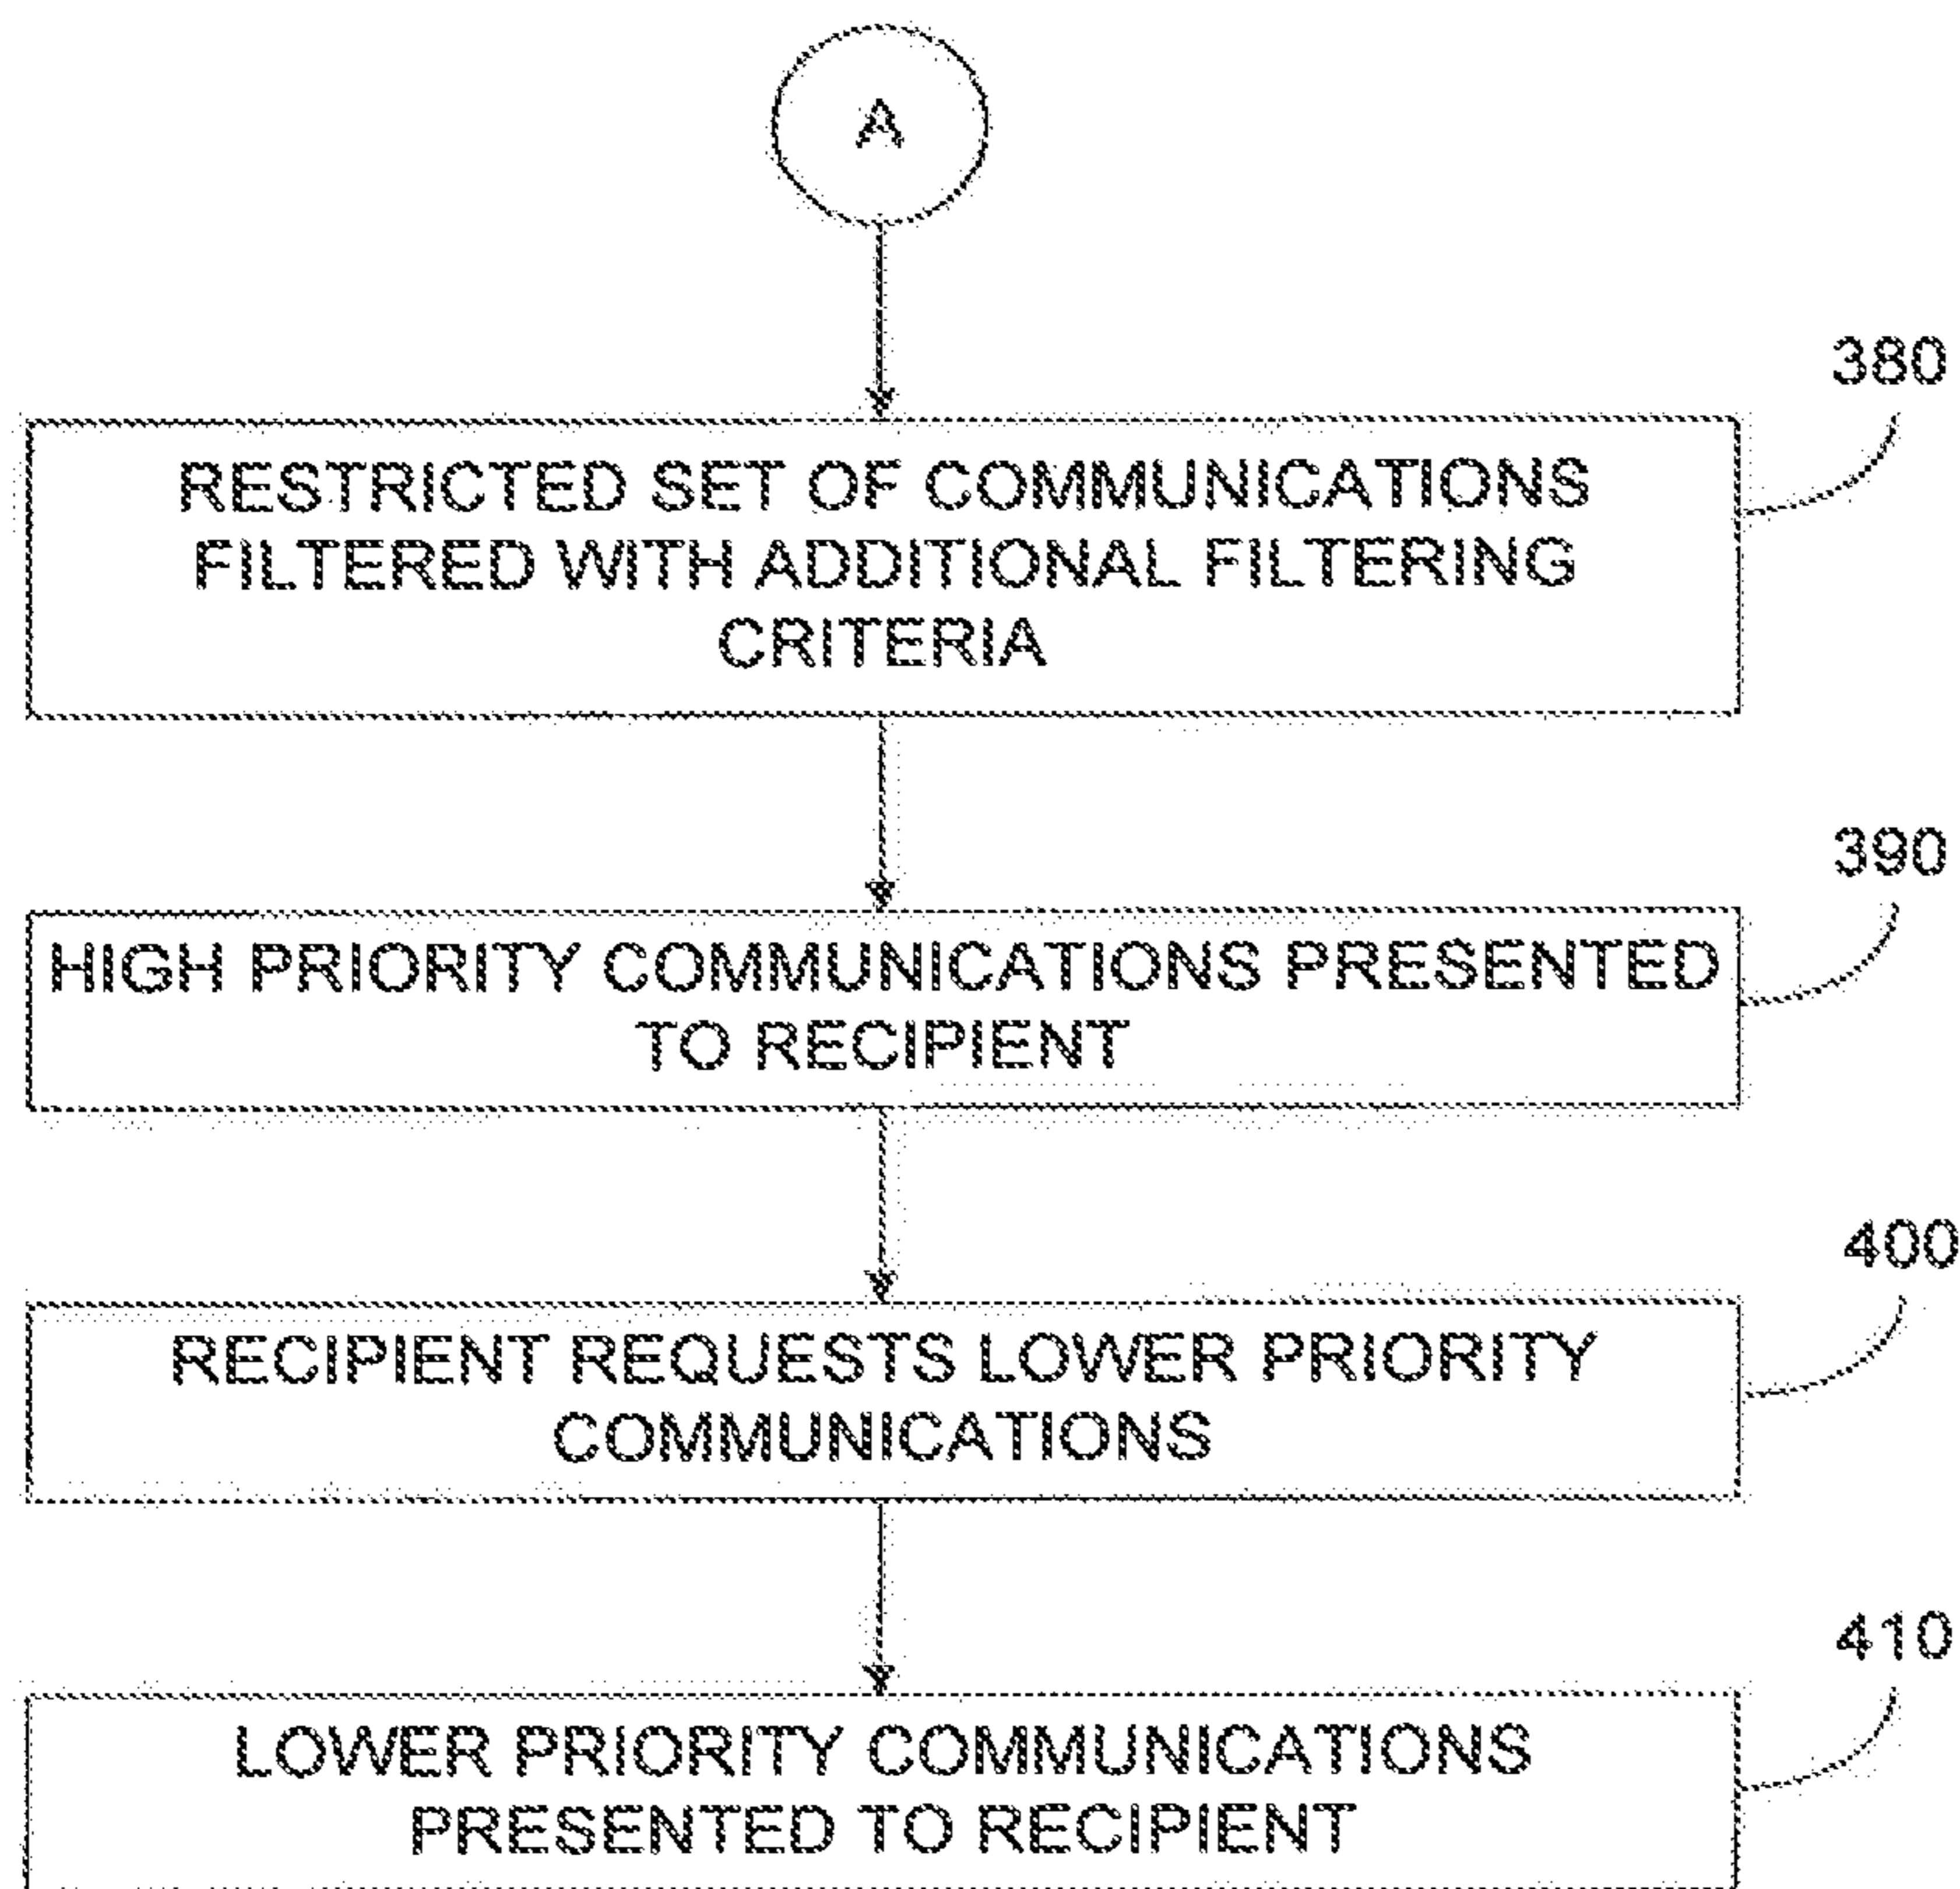 A
380
RESTRICTED SET OF COMMUNICATIONS
FILTERED WITH ADDITIONAL FILTERING
CRITERIA
390
HIGH PRIORITY COMMUNICATIONS PRESENTED
TO RECIPIENT
400
RECIPIENT REQUESTS LOWER PRIORITY
COMMUNICATIONS
410
LOWER PRIORITY COMMUNICATIONS
PRESENTED TO RECIPIENT